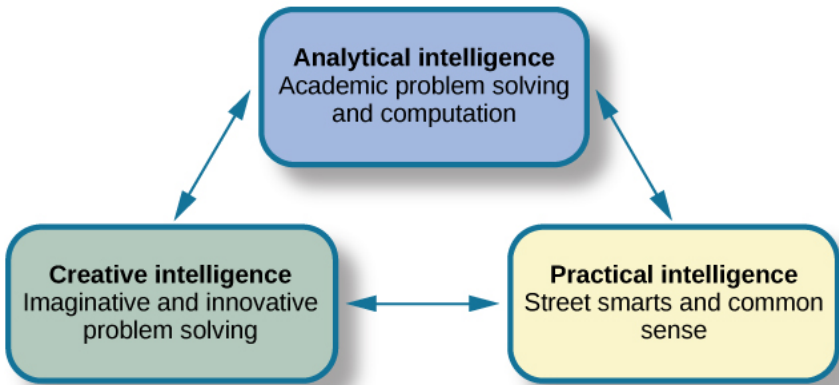 Analytical intelligence
Academic problem solving
and computation
Creative intelligence
Imaginative and innovative
problem solving
Practical intelligence
Street smarts and common
sense